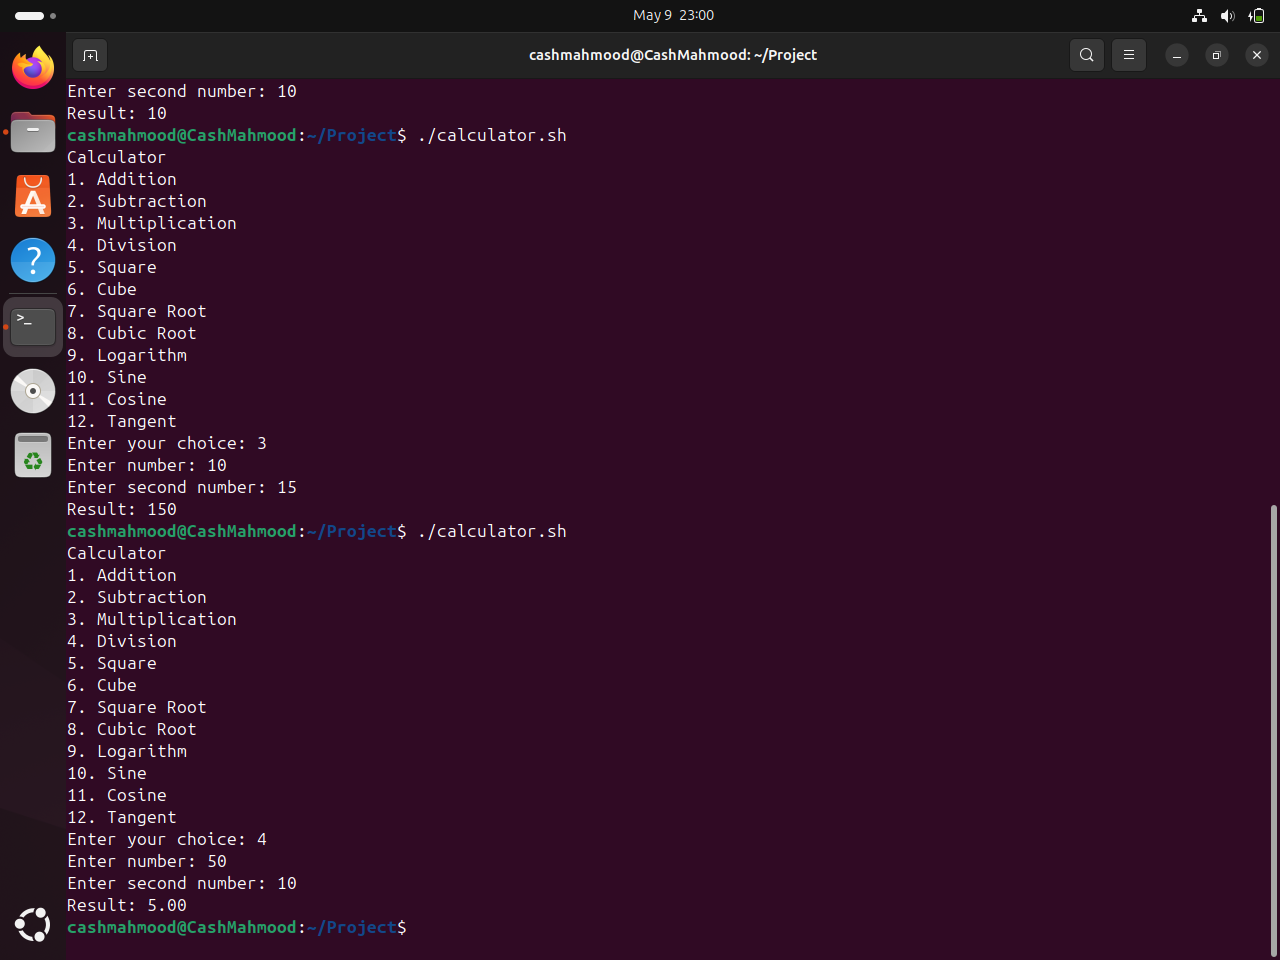 May 9 23:00
cashmahmood@CashMahmood: ~/Project
Enter second number: 10
Result: 10
cashmahmood@CashMahmood:~/Project$ ./calculator.sh
Calculator
1. Addition
2. Subtraction
3. Multiplication
4. Division
5. Square
6. Cube
7. Square Root
8. Cubic Root
9. Logarithm
10. Sine
11. Cosine
12. Tangent
Enter your choice: 3
Enter number: 10
Enter second number: 15
Result: 150
cashmahmood@CashMahmood:~/Project$ ./calculator.sh
Calculator
1. Addition
2. Subtraction
3. Multiplication
4. Division
5. Square
6. Cube
7. Square Root
8. Cubic Root
9. Logarithm
10. Sine
11. Cosine
12. Tangent
Enter your choice: 4
Enter number: 50
Enter second number: 10
Result: 5.00
cashmahmood@CashMahmood:~/Project$